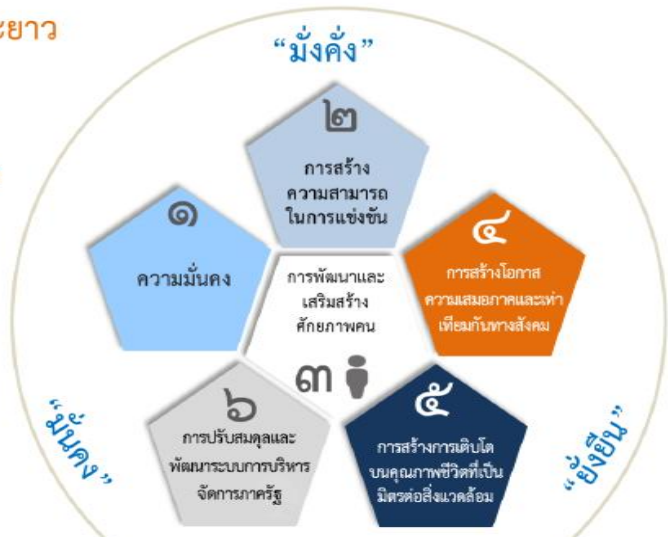 ะยาว
“มั่งคั่ง”
๒
การสร้าง
ความสามารถ
ในการแข่งขัน
๑
ความมั่นคง
๔
การสร้างโอกาส
ความเสมอภาคและเท่า
เทียมกันทางสังคม
การพัฒนาและ
เสริมสร้าง
ศักยภาพคน
๓
๖
การปรับสมดุลและ
พัฒนาระบบการบริหาร
จัดการภาครัฐ
๕
การสร้างการเติบโต
บนคุณภาพชีวิตที่เป็น
มิตรต่อสิ่งแวดล้อม
“มั่นคง”
“ยั่งยืน”